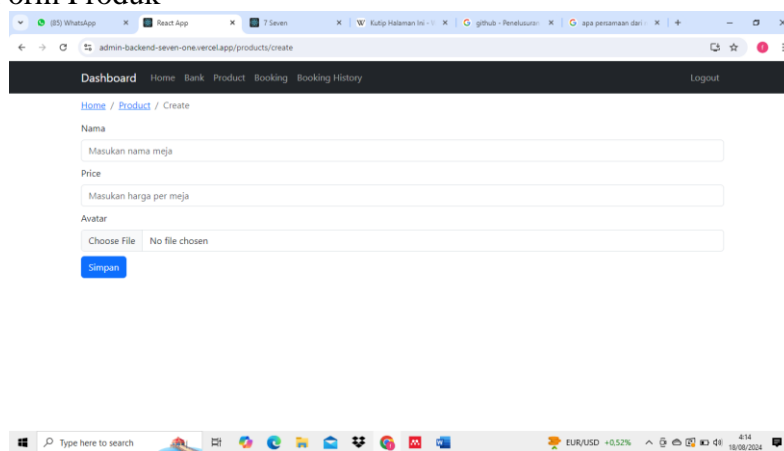 orm Produk
(85) WhatsApp React App 7 Seven Kutip Halaman Ini - github - Penelusuran apa persamaan dari
admin-backend-seven-one.vercel.app/products/create
Dashboard Home Bank Product Booking Booking History Logout
Home / Product / Create
Nama
Masukan nama meja
Price
Masukan harga per meja
Avatar
Choose File No file chosen
Simpan
Type here to search EUR/USD +0,52% 4:14
18/08/2024